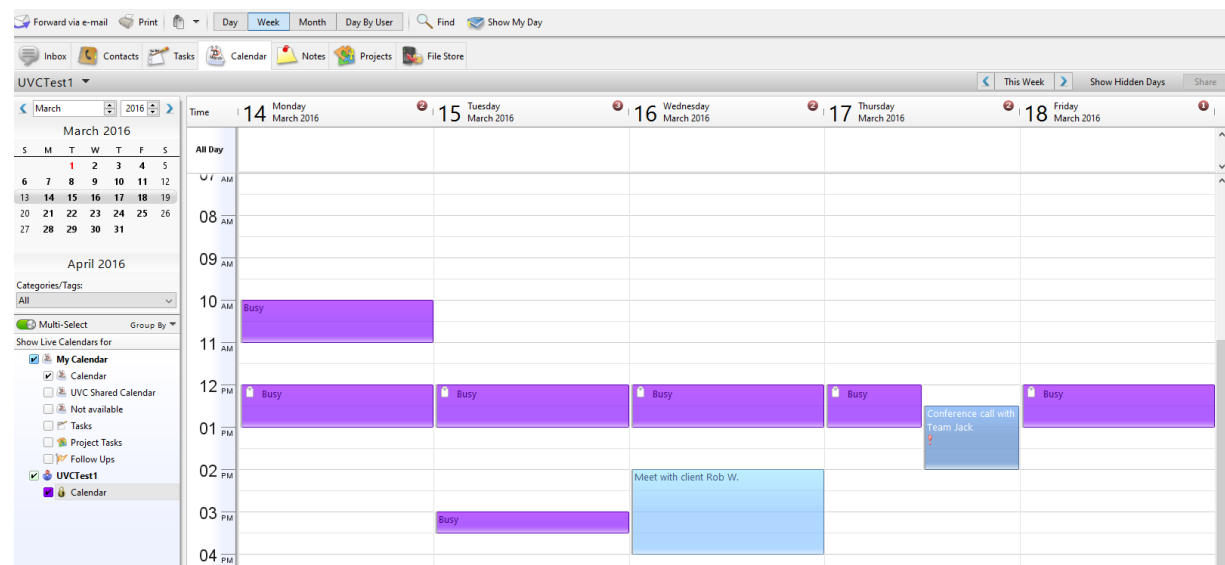 Forward via e-mail Print Day Week Month Day By User Find Show My Day
Inbox Contacts Tasks Calendar Notes Projects File Store
UVCTest1 This Week Show Hidden Days Share
March 2016
March 2016
S M T W T F S
1 2 3 4 5
6 7 8 9 10 11 12
13 14 15 16 17 18 19
20 21 22 23 24 25 26
27 28 29 30 31
April 2016
Categories/Tags:
All
Multi-Select Group By
Show Live Calendars for
My Calendar
Calendar
UVC Shared Calendar
Not available
Tasks
Project Tasks
Follow Ups
UVCTest1
Calendar
Time 14 Monday March 2016 2 15 Tuesday March 2016 3 16 Wednesday March 2016 2 17 Thursday March 2016 2 18 Friday March 2016 1
All Day
07 AM
08 AM
09 AM
10 AM Busy
11 AM
12 PM Busy Busy Busy Busy Busy
Conference call with
Team Jack
01 PM
02 PM Meet with client Rob W.
03 PM Busy
04 PM